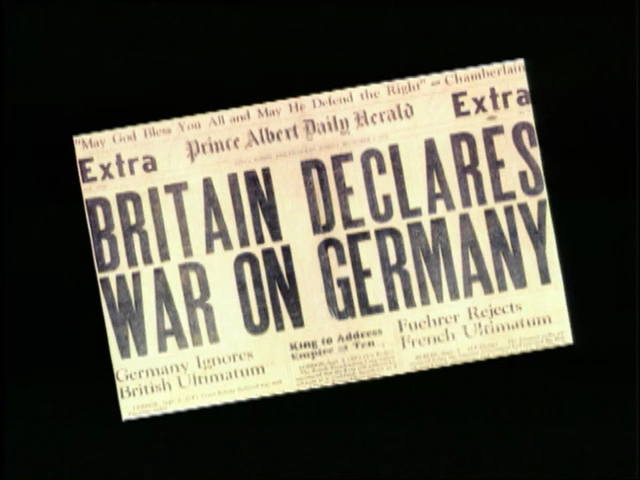 "May God Bless You All and May He Defend the Right" - Chamberlain
Extra Prince Albert Daily Herald Extra
BRITAIN DECLARES
WAR ON GERMANY
Germany Ignores
British Ultimatum
King to Address
Empire at Ten
Fuehrer Rejects
French Ultimatum